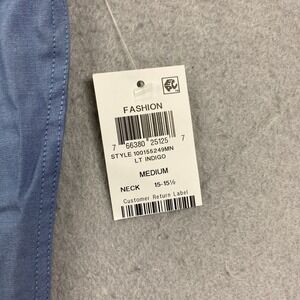 FASHION
7 66380 25125 7
STYLE 100155249MN
LT INDIGO
MEDIUM
NECK 15-15½
Customer Return Label